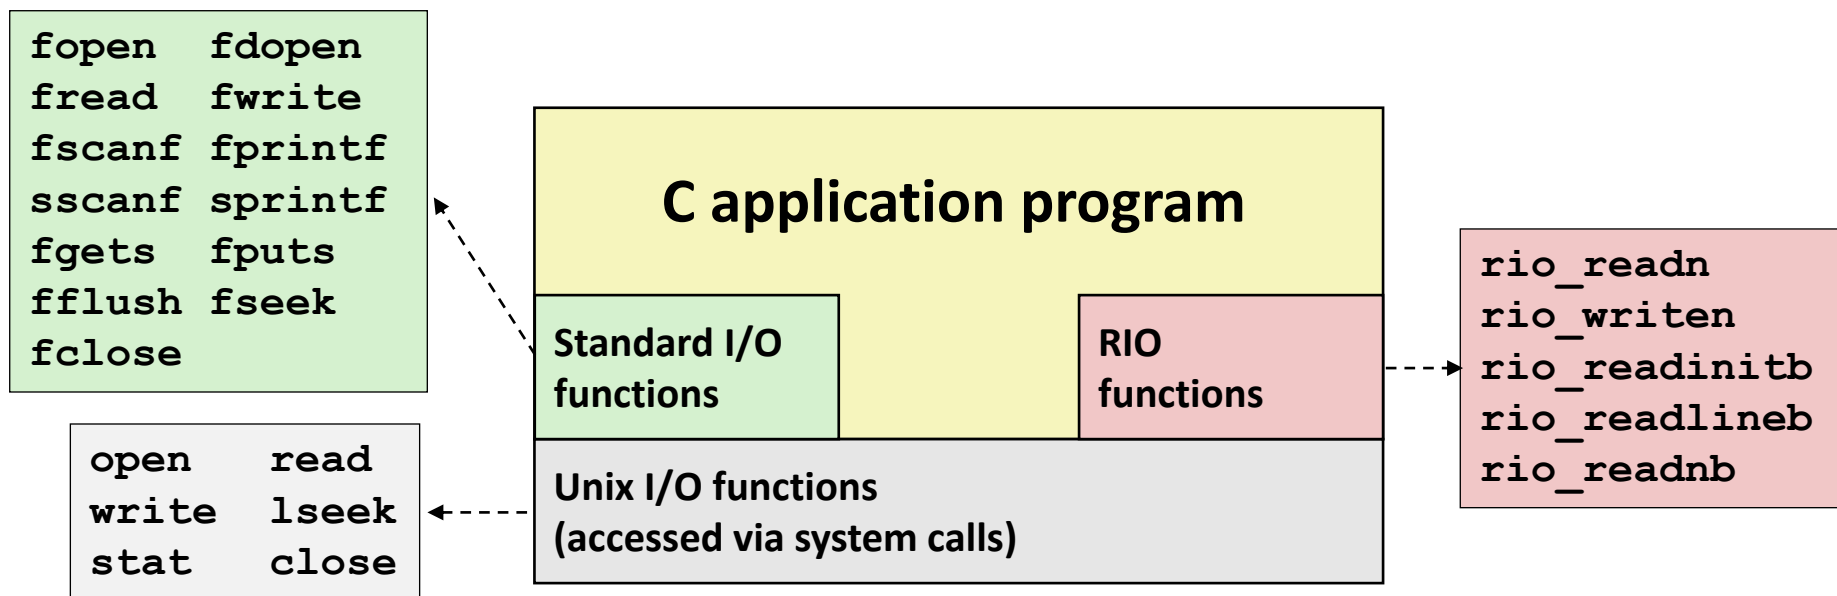 fopen fdopen
fread fwrite
fscanf fprintf
sscanf sprintf
fgets fputs
fflush fseek
fclose
C application program
Standard I/O
functions
RIO
functions
rio_readn
rio_writen
rio_readinitb
rio_readlineb
rio_readnb
open read
write lseek
stat close
Unix I/O functions
(accessed via system calls)